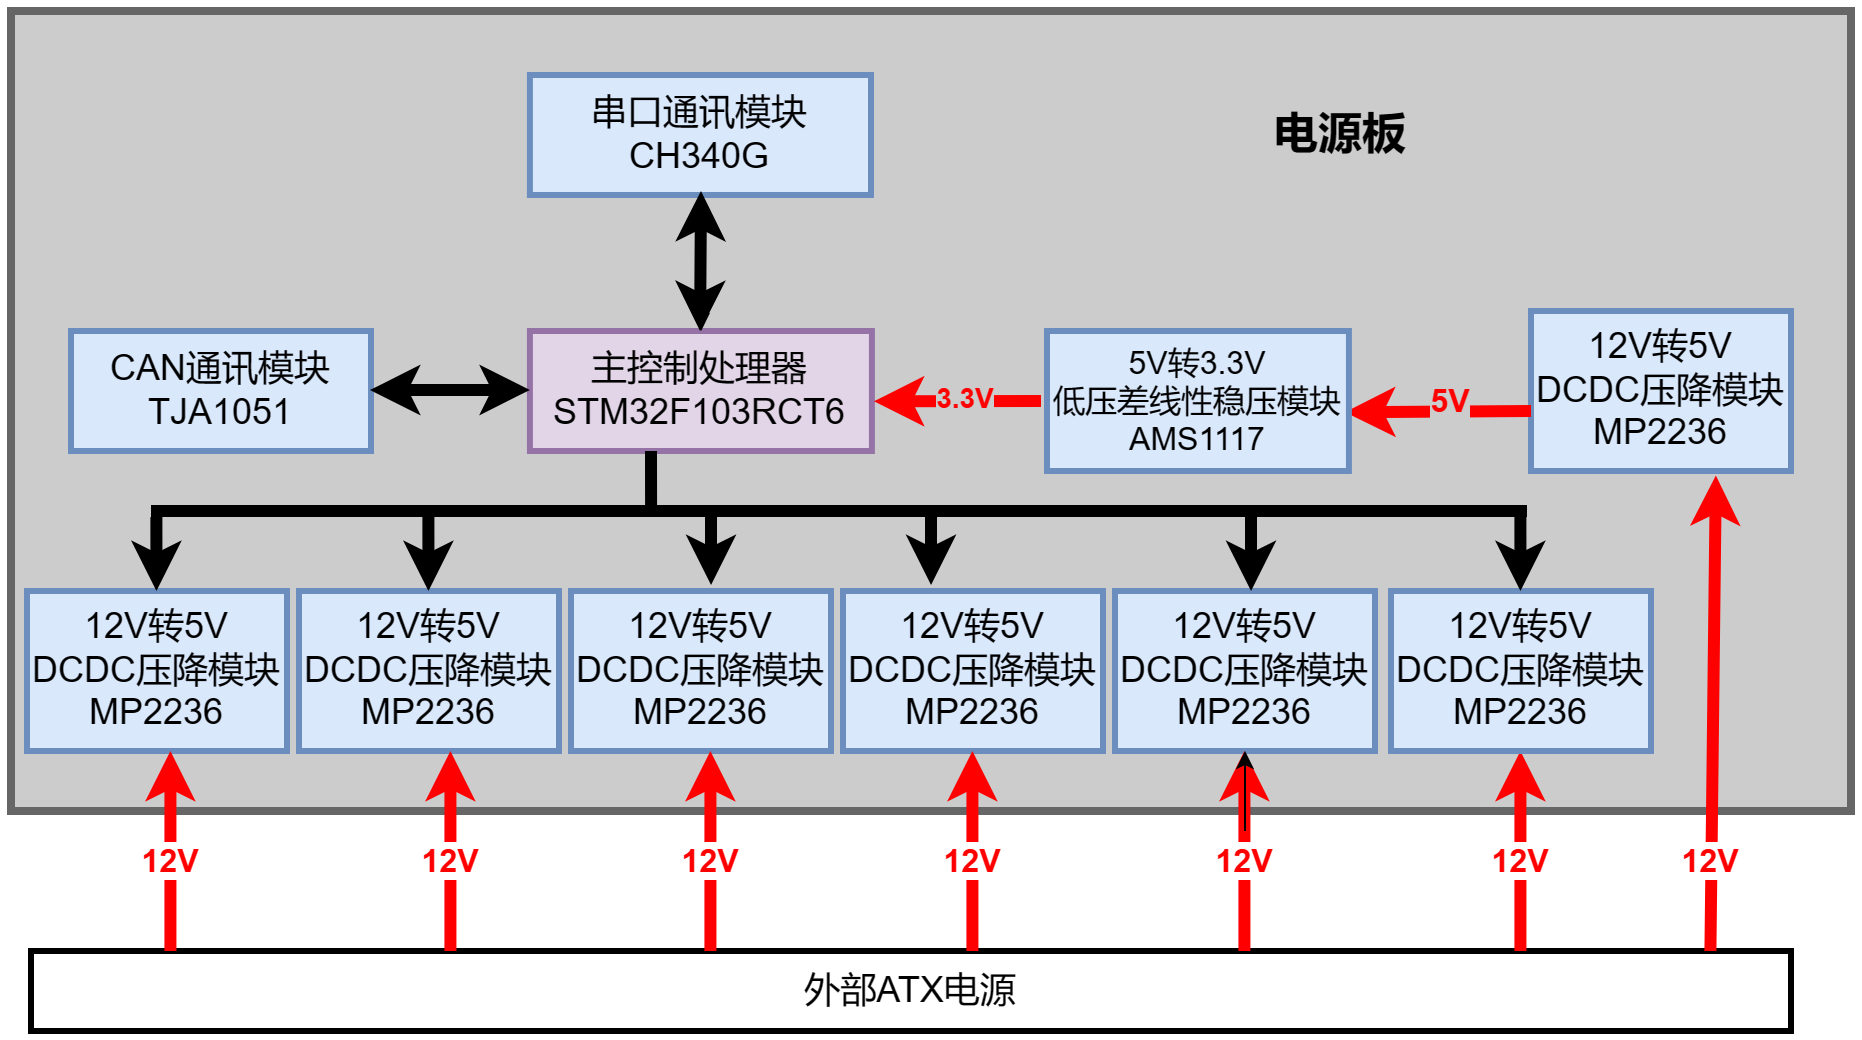 串口通讯模块
CH340G
电源板
CAN通讯模块
TJA1051
主控制处理器
STM32F103RCT6
3.3V
5V转3.3V
低压差线性稳压模块
AMS1117
5V
12V转5V
DCDC压降模块
MP2236
12V转5V
DCDC压降模块
MP2236
12V转5V
DCDC压降模块
MP2236
12V转5V
DCDC压降模块
MP2236
12V转5V
DCDC压降模块
MP2236
12V转5V
DCDC压降模块
MP2236
12V转5V
DCDC压降模块
MP2236
12V
12V
12V
12V
12V
12V
12V
外部ATX电源